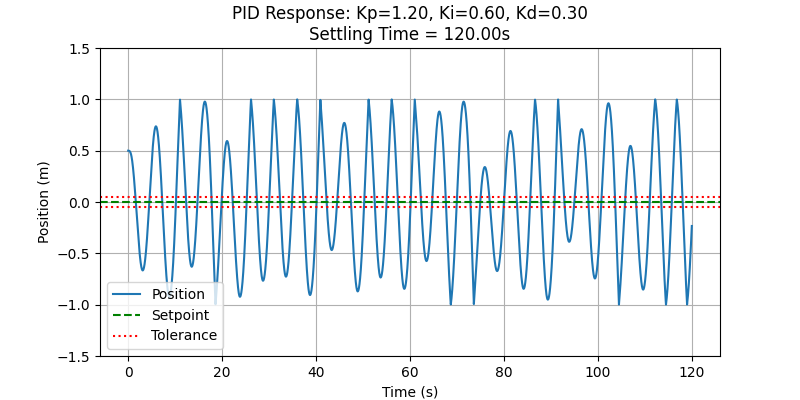 PID Response: Kp=1.20, Ki=0.60, Kd=0.30
Settling Time = 120.00s
1.5
1.0
0.5
0.0
−0.5
−1.0
−1.5
Position (m)
Position
Setpoint
Tolerance
0 20 40 60 80 100 120
Time (s)